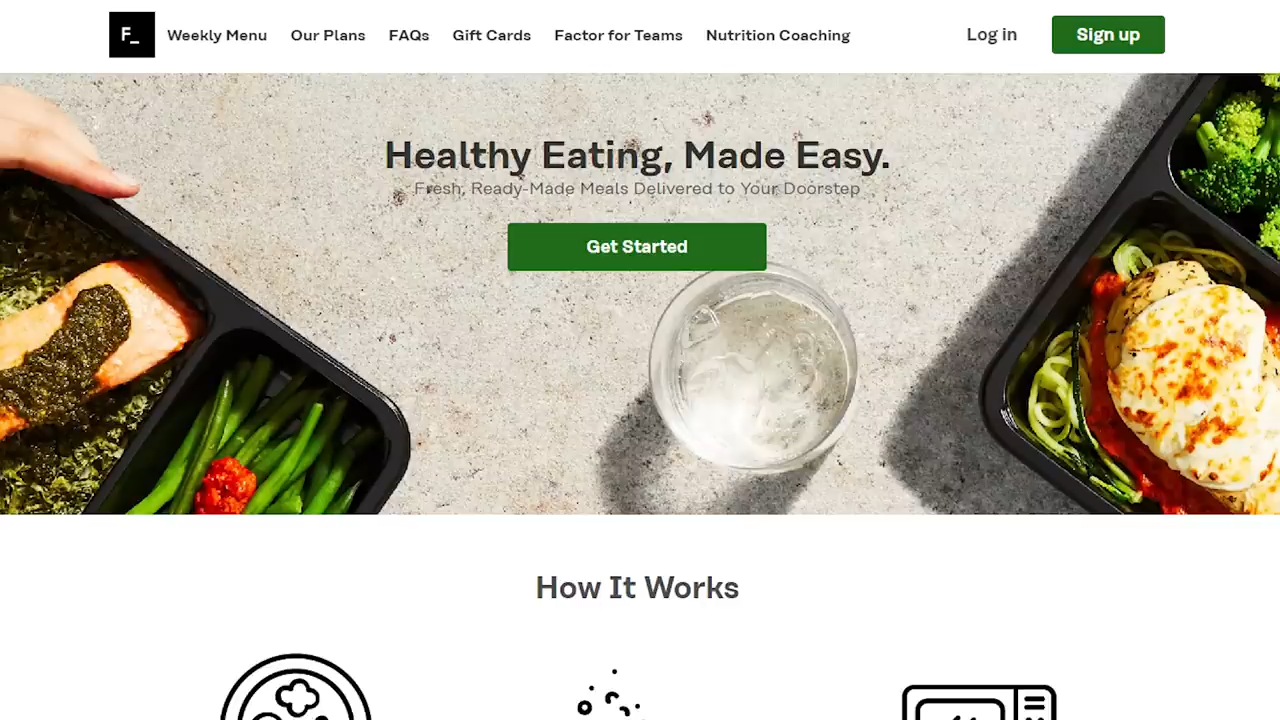 F_
Weekly Menu
Our Plans
FAQs
Gift Cards
Factor for Teams
Nutrition Coaching
Log in
Sign up
Healthy Eating, Made Easy.
Fresh, Ready-Made Meals Delivered to Your Doorstep
Get Started
How It Works